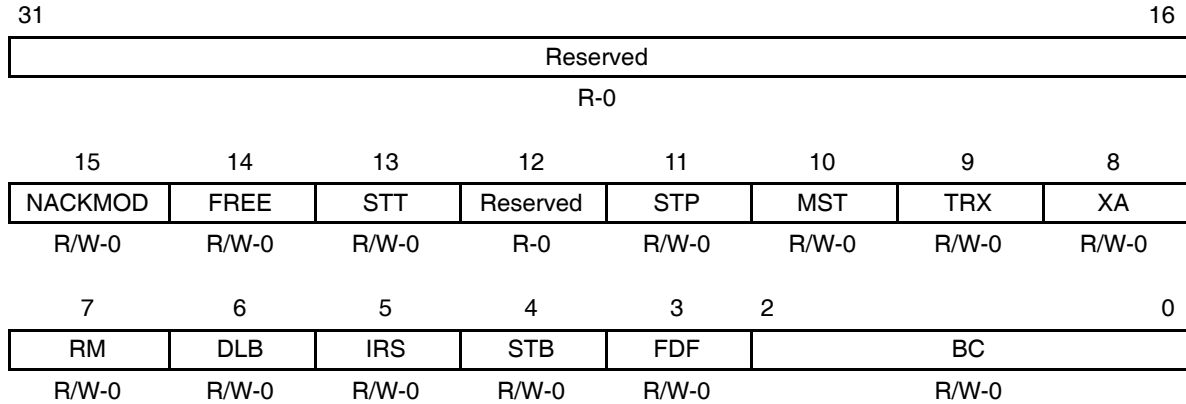 31 16
Reserved
R-0
15 14 13 12 11 10 9 8
NACKMOD FREE STT Reserved STP MST TRX XA
R/W-0 R/W-0 R/W-0 R-0 R/W-0 R/W-0 R/W-0 R/W-0
7 6 5 4 3 2 0
RM DLB IRS STB FDF BC
R/W-0 R/W-0 R/W-0 R/W-0 R/W-0 R/W-0